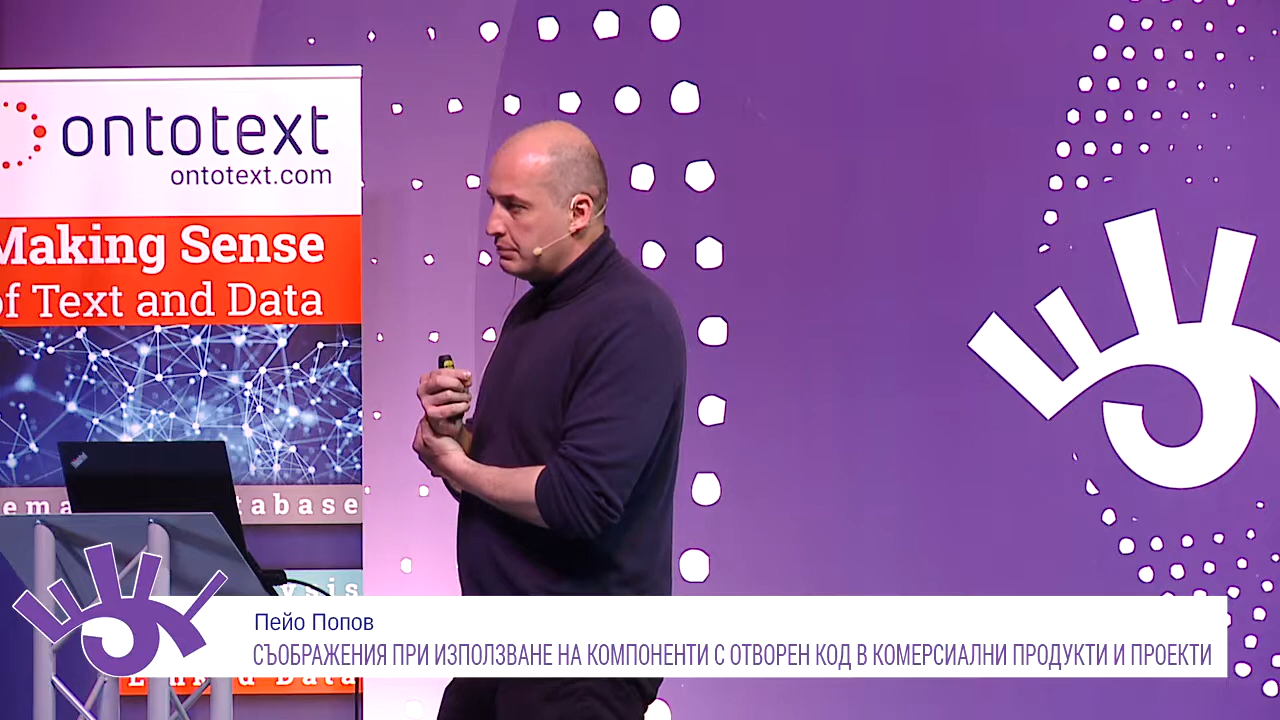 ontotext
ontotext.com
Making Sense
of Text and Data
Пейо Попов
СЪОБРАЖЕНИЯ ПРИ ИЗПОЛЗВАНЕ НА КОМПОНЕНТИ С ОТВОРЕН КОД В КОМЕРСИАЛНИ ПРОДУКТИ И ПРОЕКТИ